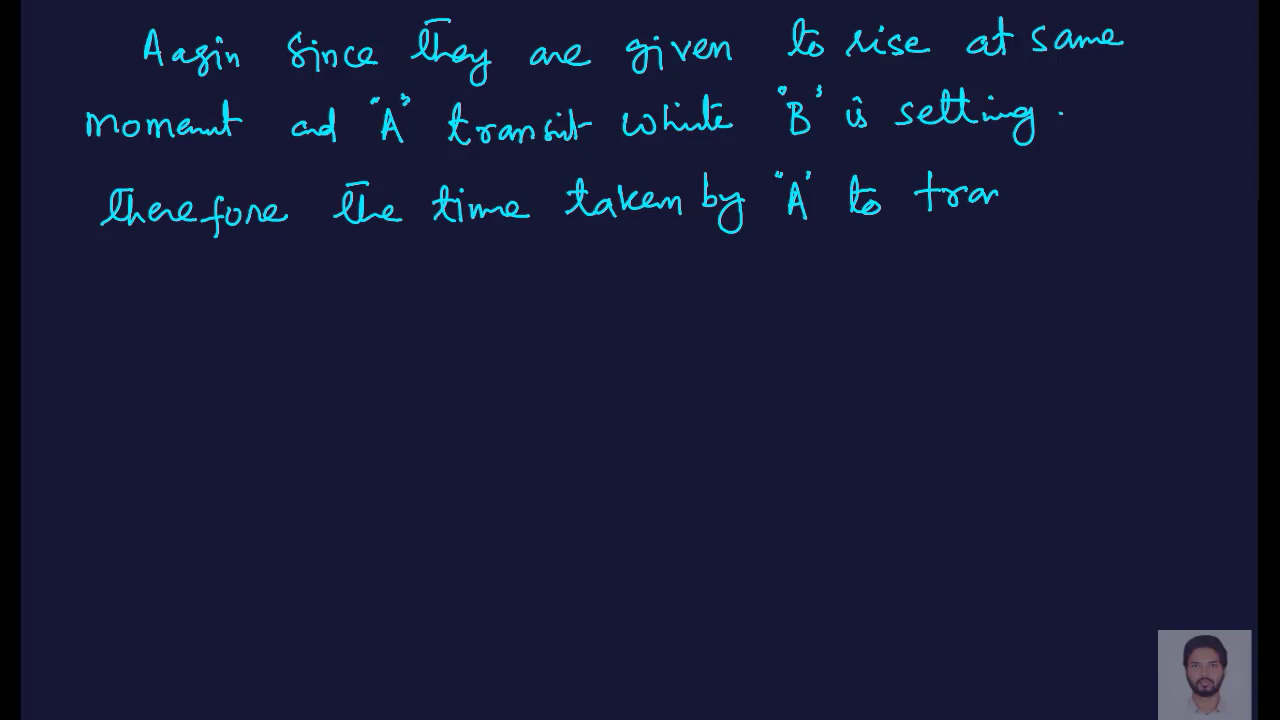 Aagin since they are given to rise at same
moment and "A" transit while "B" is setting.
therefore the time taken by "A" to tran